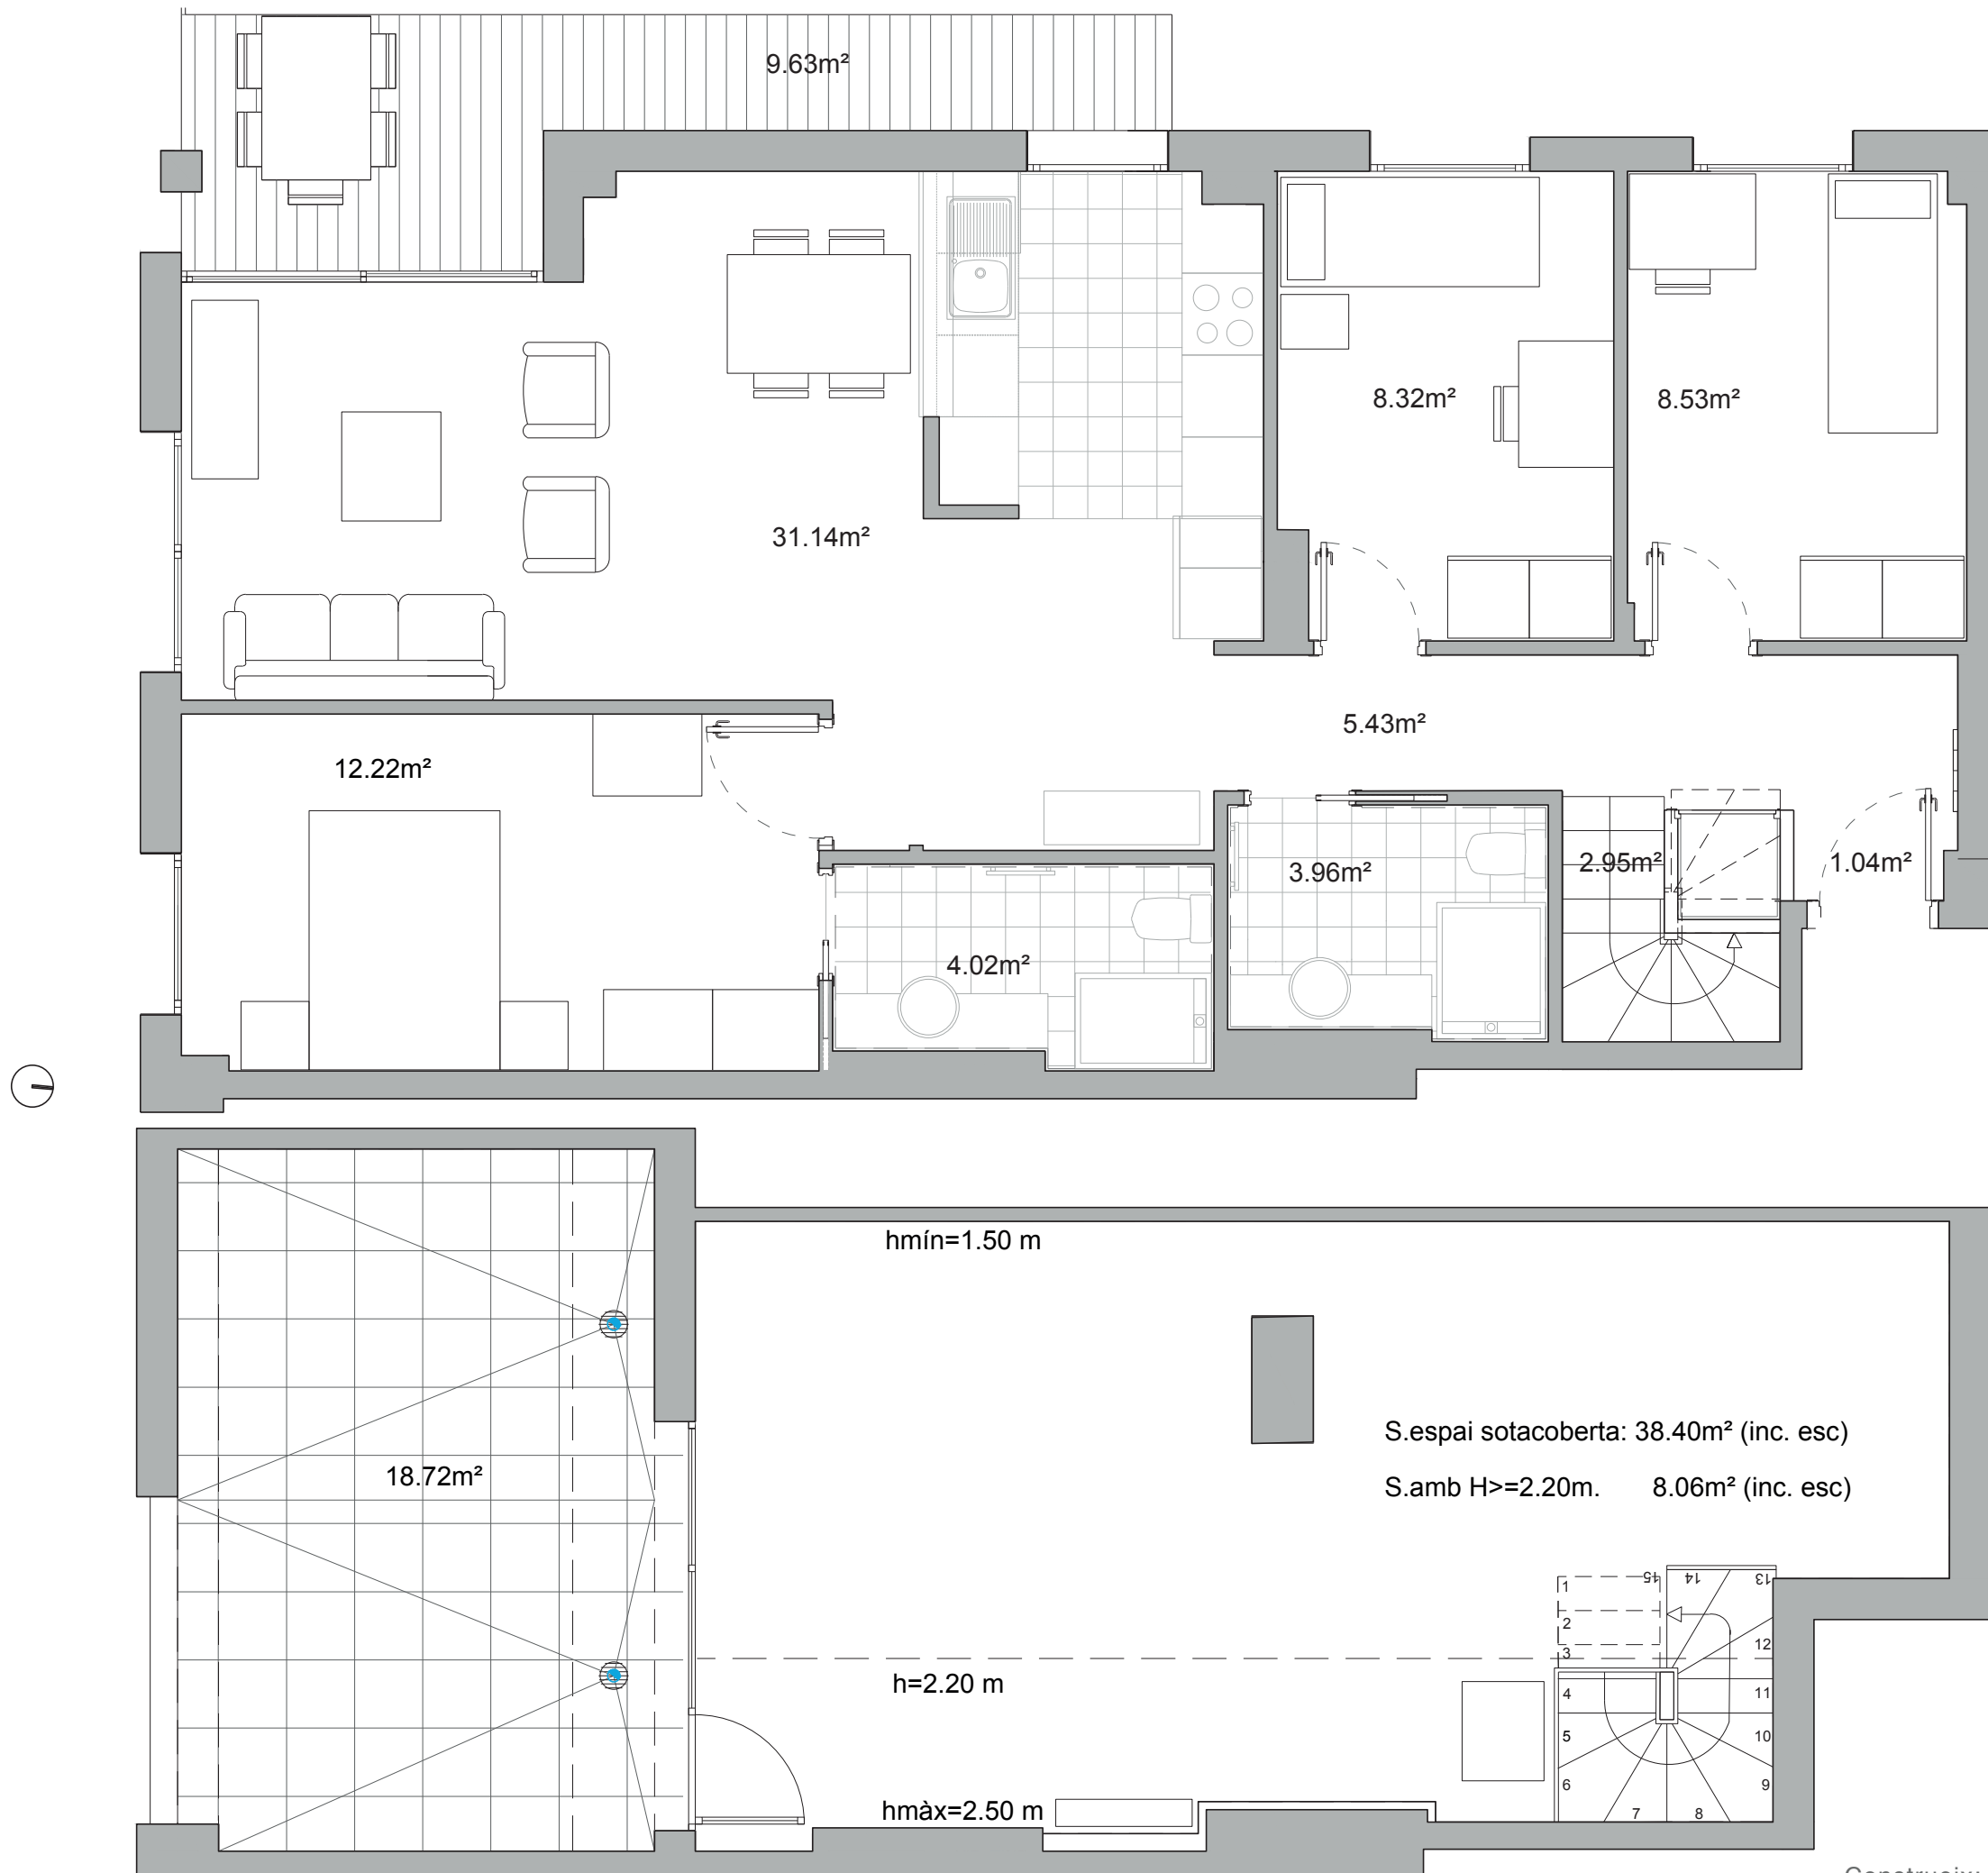 9.63m²
8.32m²
8.53m²
31.14m²
5.43m²
12.22m²
2.95m²
1.04m²
3.96m²
4.02m²
hmín=1.50 m
S.espai sotacoberta: 38.40m² (inc. esc)
18.72m²
S.amb H>=2.20m. 8.06m² (inc. esc)
1
15
14
13
2
12
3
h=2.20 m
4
11
5
10
6
9
7
8
hmàx=2.50 m